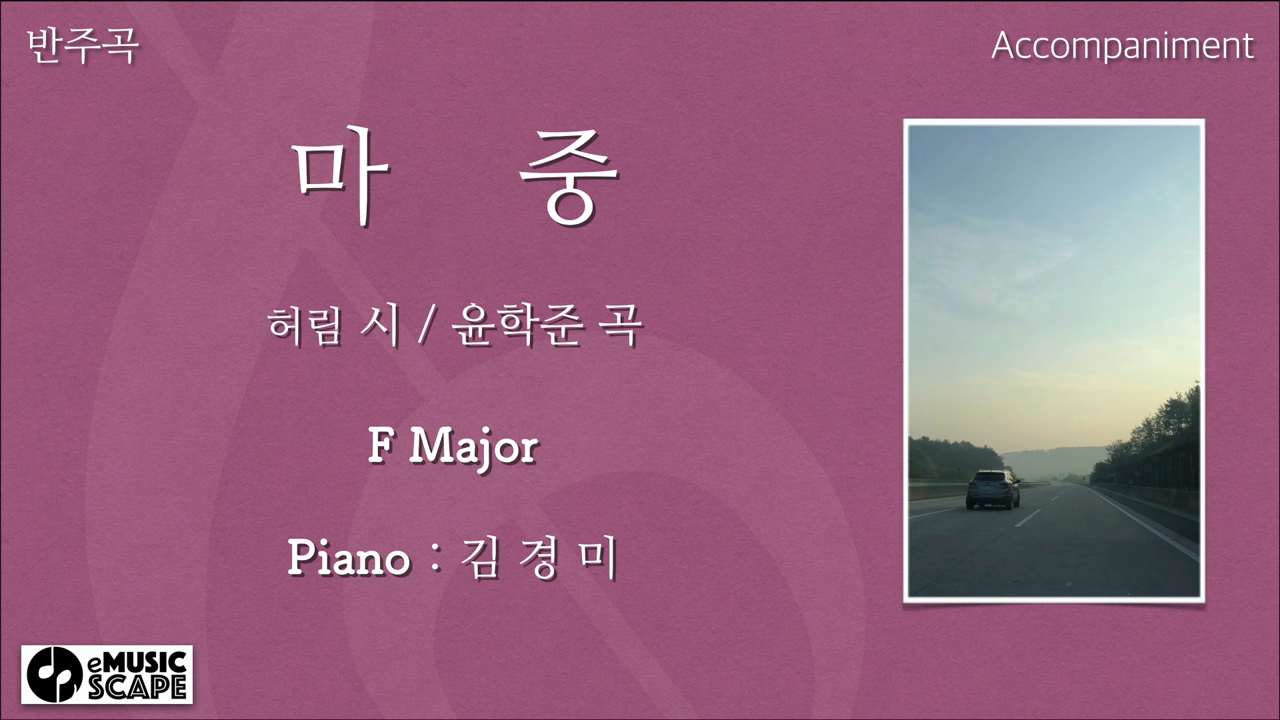 반주곡
Accompaniment
마 중
허림 시 / 윤학준 곡
F Major
Piano : 김 경 미
eMUSIC
SCAPE